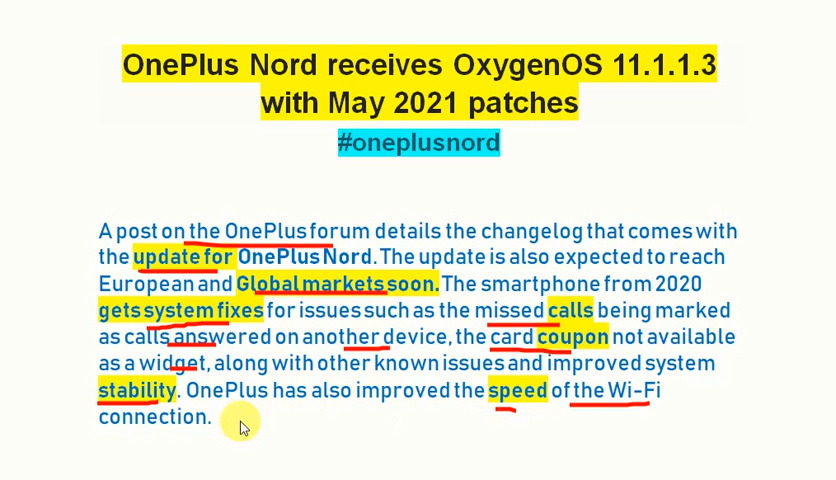 OnePlus Nord receives OxygenOS 11.1.1.3
with May 2021 patches
#oneplusnord
A post on the OnePlus forum details the changelog that comes with
the update for OnePlus Nord. The update is also expected to reach
European and Global markets soon. The smartphone from 2020
gets system fixes for issues such as the missed calls being marked
as calls answered on another device, the card coupon not available
as a widget, along with other known issues and improved system
stability. OnePlus has also improved the speed of the Wi-Fi
connection.